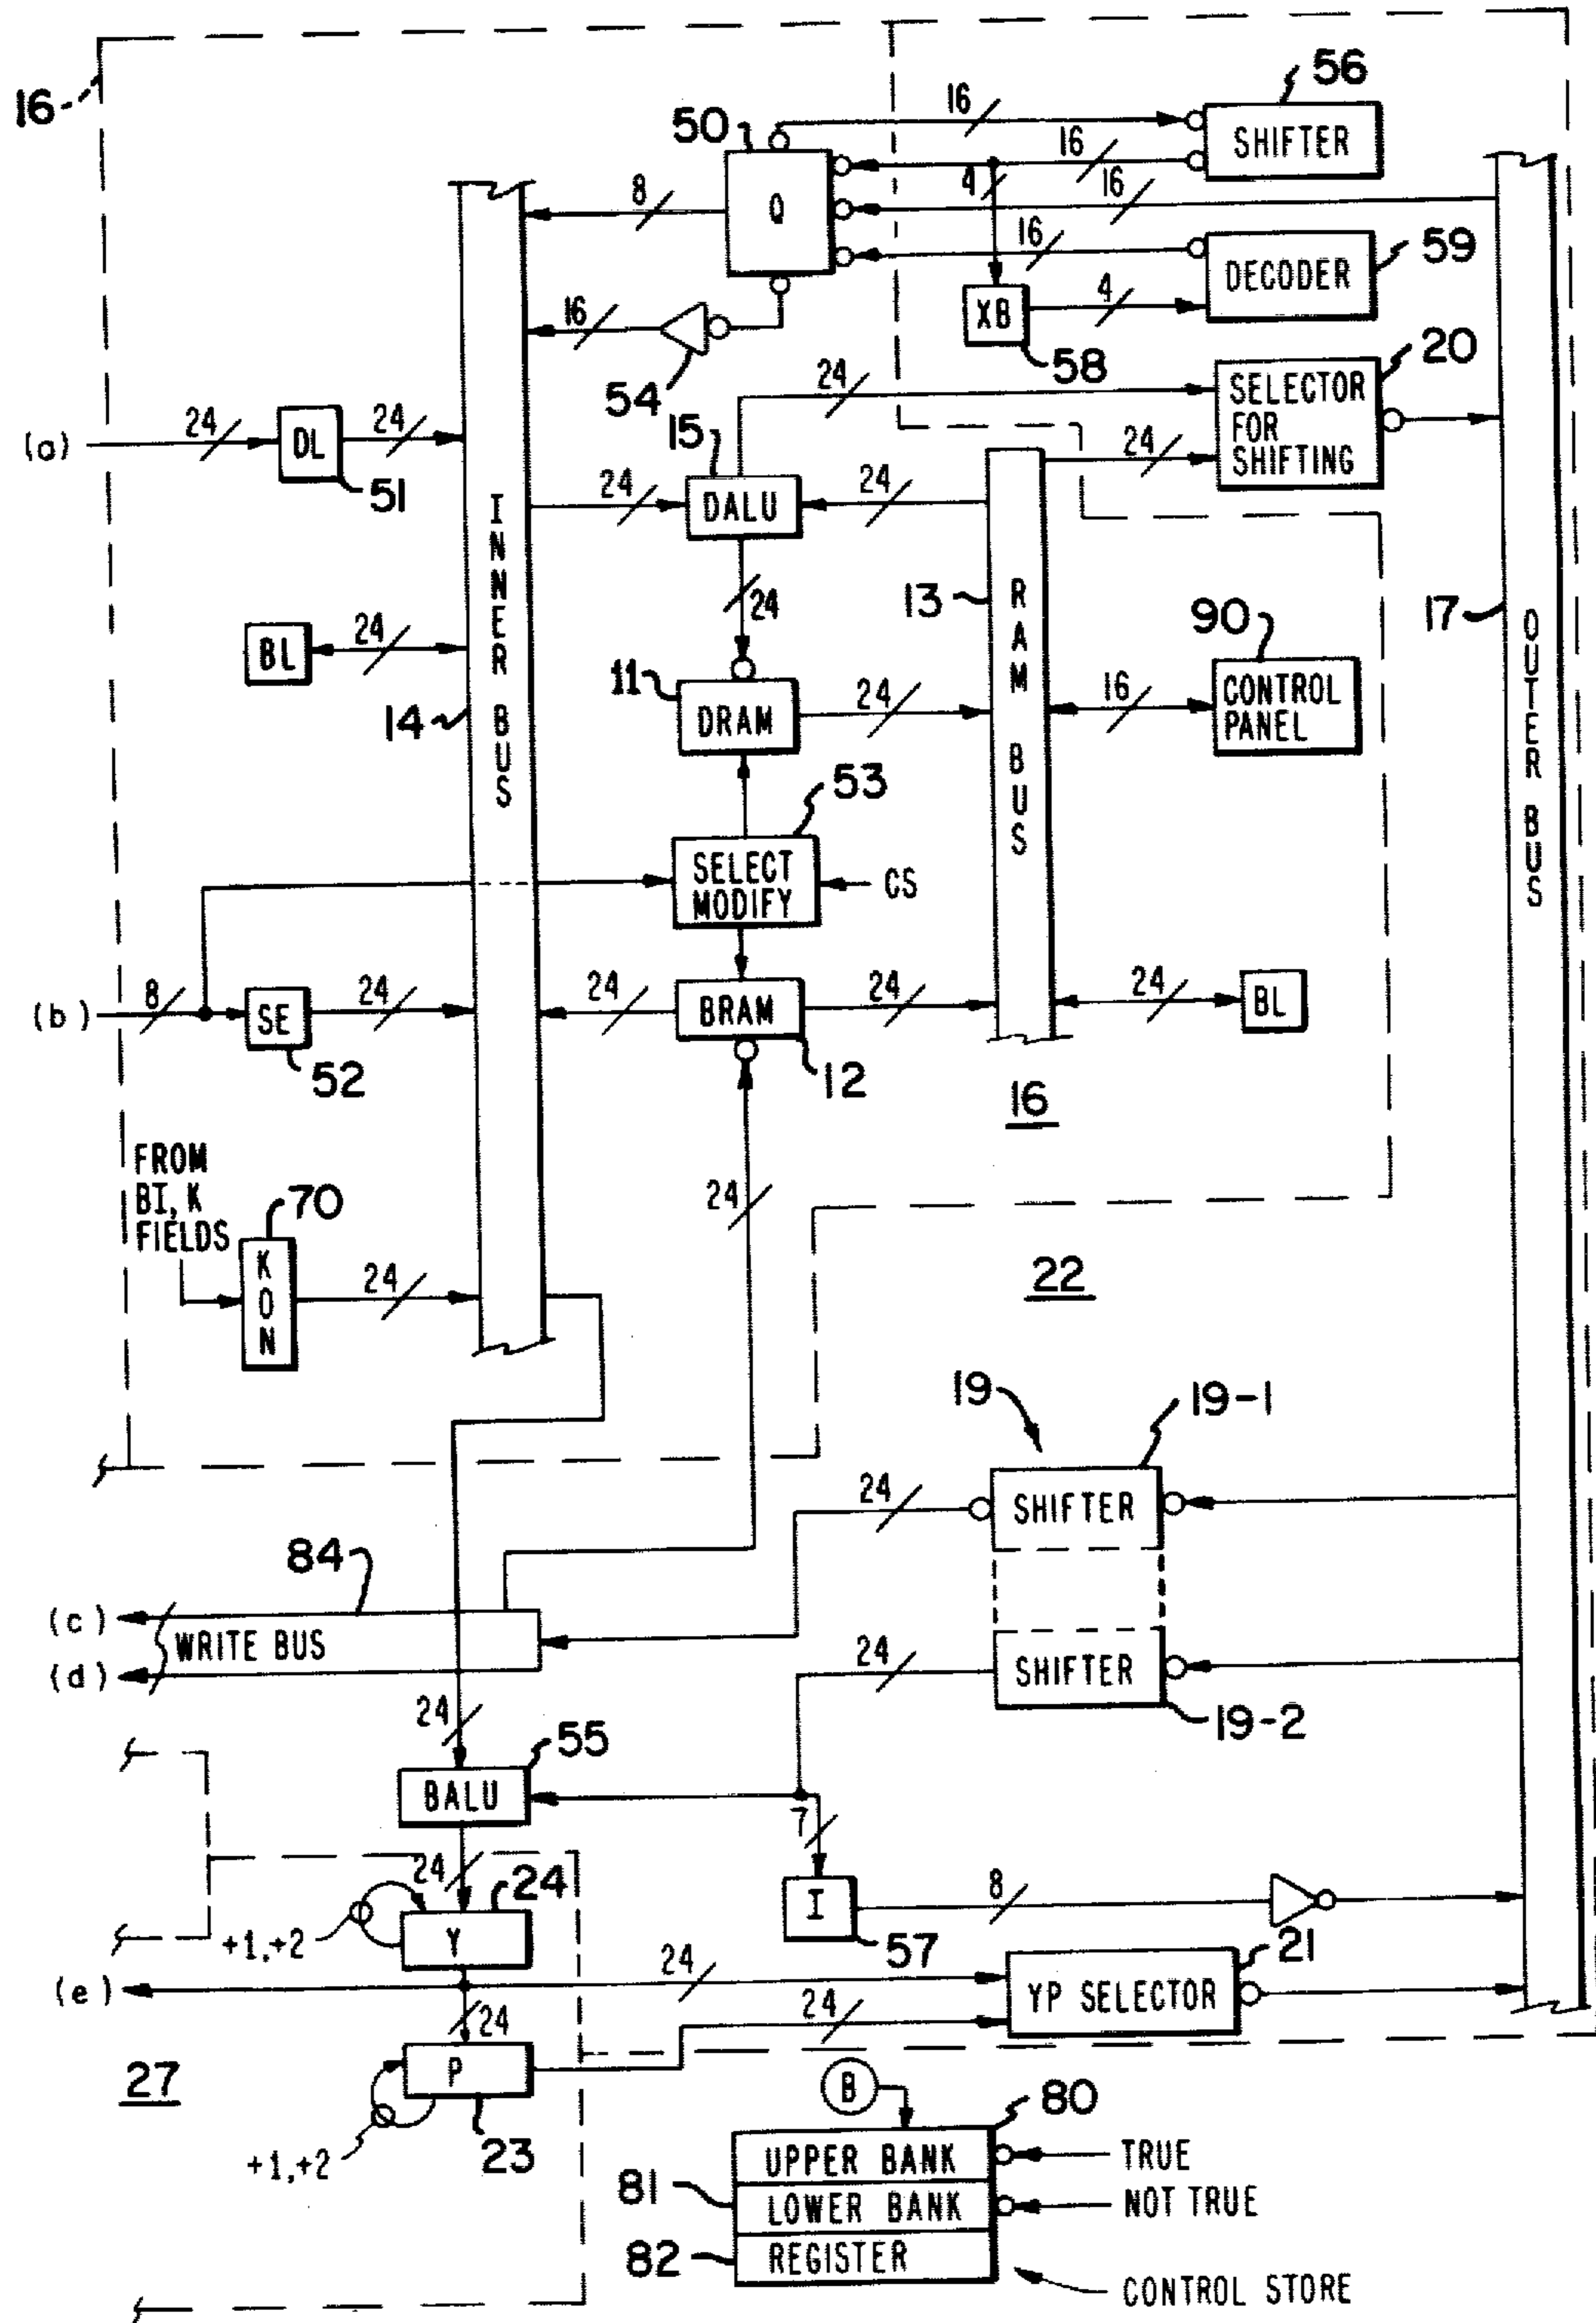 16
56
50
16
SHIFTER
16
4
16
8
Q
16
59
DECODER
XB
4
16
54
58
20
24
SELECTOR
FOR
SHIFTING
(a)
24
DL
24
51
15
24
24
DALU
24
INNER BUS
24
13
RAM BUS
17
OUTER BUS
BL
24
14
11
DRAM
24
90
16
CONTROL
PANEL
53
SELECT
MODIFY
CS
(b)
8
SE
24
24
BRAM
24
24
BL
52
12
16
FROM
BI, K
FIELDS
70
24
KON
24
22
19
19-1
24
SHIFTER
84
(c)
WRITE BUS
(d)
24
SHIFTER
19-2
24
55
BALU
7
24
24
+1,+2
Y
I
8
57
21
(e)
24
YP SELECTOR
24
24
27
P
23
+1,+2
B
80
UPPER BANK
TRUE
81
LOWER BANK
NOT TRUE
82
REGISTER
CONTROL STORE